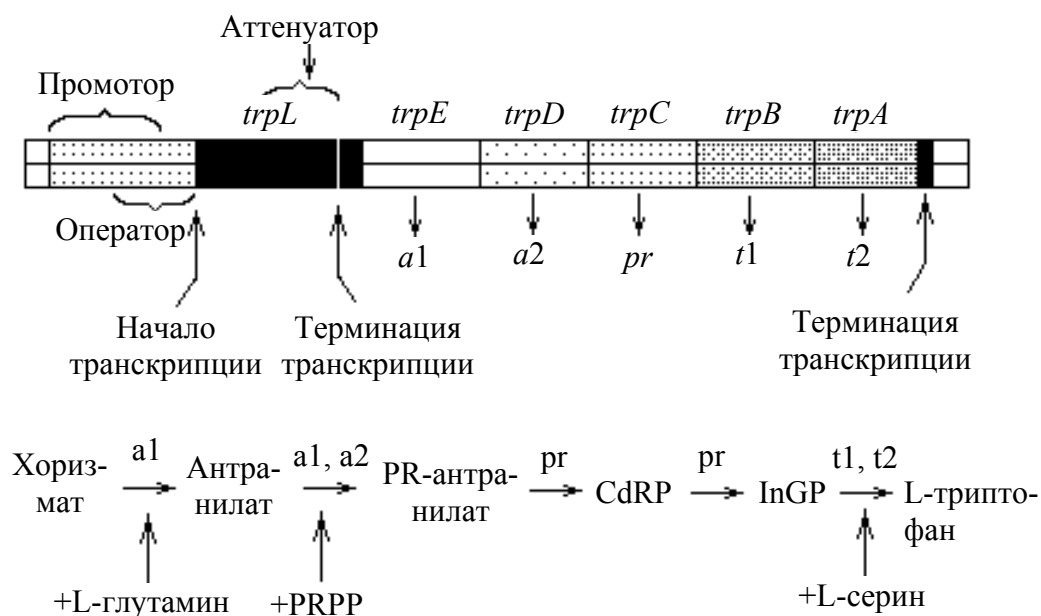 Аттенуатор
Промотор
trpL trpE trpD trpC trpB trpA
Оператор
a1 a2 pr t1 t2
Начало
транскрипции
Терминация
транскрипции
Терминация
транскрипции
a1 a1, a2 pr pr t1, t2
Хориз-
мат
Антра-
нилат
PR-антра-
нилат
CdRP
InGP
L-трипто-
фан
+L-глутамин +PRPP +L-серин